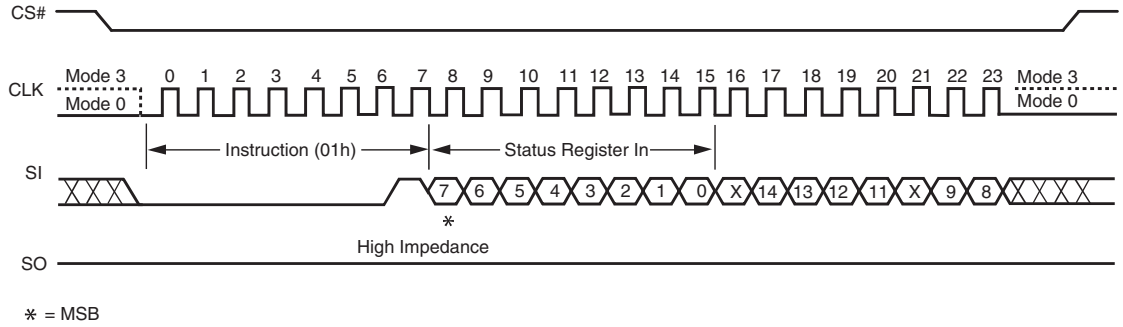 CS#
Mode 3 0 1 2 3 4 5 6 7 8 9 10 11 12 13 14 15 16 17 18 19 20 21 22 23 Mode 3
CLK
Mode 0 Mode 0
Instruction (01h) Status Register In
SI
7 6 5 4 3 2 1 0 X 14 13 12 11 X 9 8
*
High Impedance
SO
* = MSB